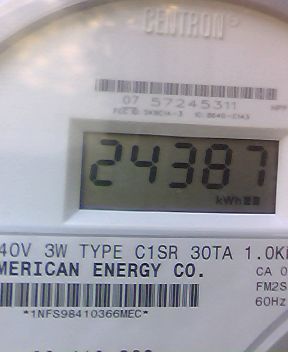 CENTRON
07 57245311
24387
kWh
40V 3W TYPE C1SR 30TA 1.0K
MERICAN ENERGY CO.
CA 0
FM2S
60Hz
*1NFS98410366MEC*